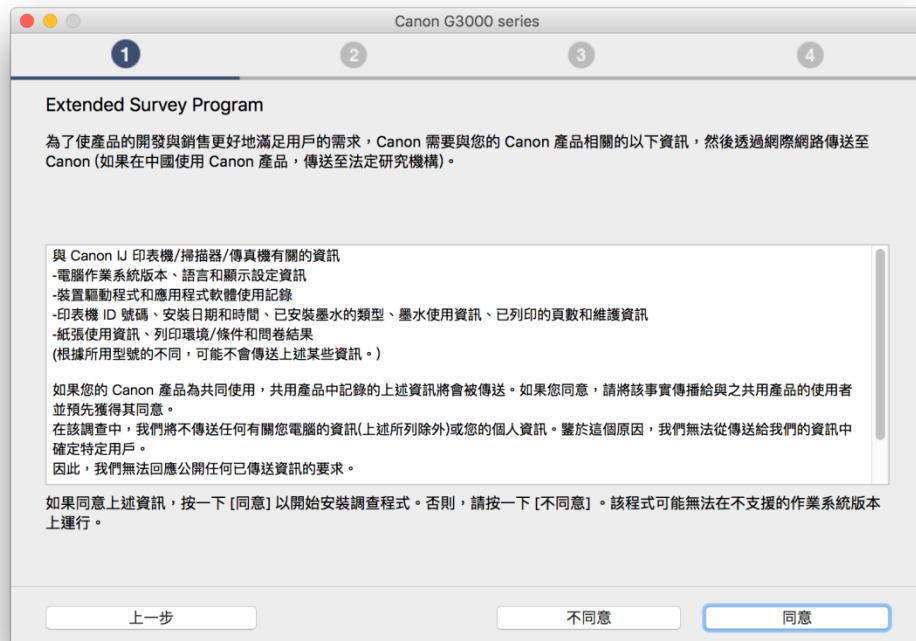 Canon G3000 series
1 2 3 4
Extended Survey Program
為了使產品的開發與銷售更好地滿足用戶的需求，Canon 需要與您的 Canon 產品相關的以下資訊，然後透過網際網路傳送至
Canon (如果在中國使用 Canon 產品，傳送至法定研究機構)。
與 Canon IJ 印表機/掃描器/傳真機有關的資訊
-電腦作業系統版本、語言和顯示設定資訊
-裝置驅動程式和應用程式軟體使用記錄
-印表機 ID 號碼、安裝日期和時間、已安裝墨水的類型、墨水使用資訊、已列印的頁數和維護資訊
-紙張使用資訊、列印環境/條件和問卷結果
(根據所用型號的不同，可能不會傳送上述某些資訊。)
如果您的 Canon 產品為共同使用，共用產品中記錄的上述資訊將會被傳送。如果您同意，請將該事實傳播給與之共用產品的使用者
並預先獲得其同意。
在該調查中，我們將不傳送任何有關您電腦的資訊(上述所列除外)或您的個人資訊。鑒於這個原因，我們無法從傳送給我們的資訊中
確定特定用戶。
因此，我們無法回應公開任何已傳送資訊的要求。
如果同意上述資訊，按一下 [同意] 以開始安裝調查程式。否則，請按一下 [不同意] 。該程式可能無法在不支援的作業系統版本
上運行。
上一步 不同意 同意